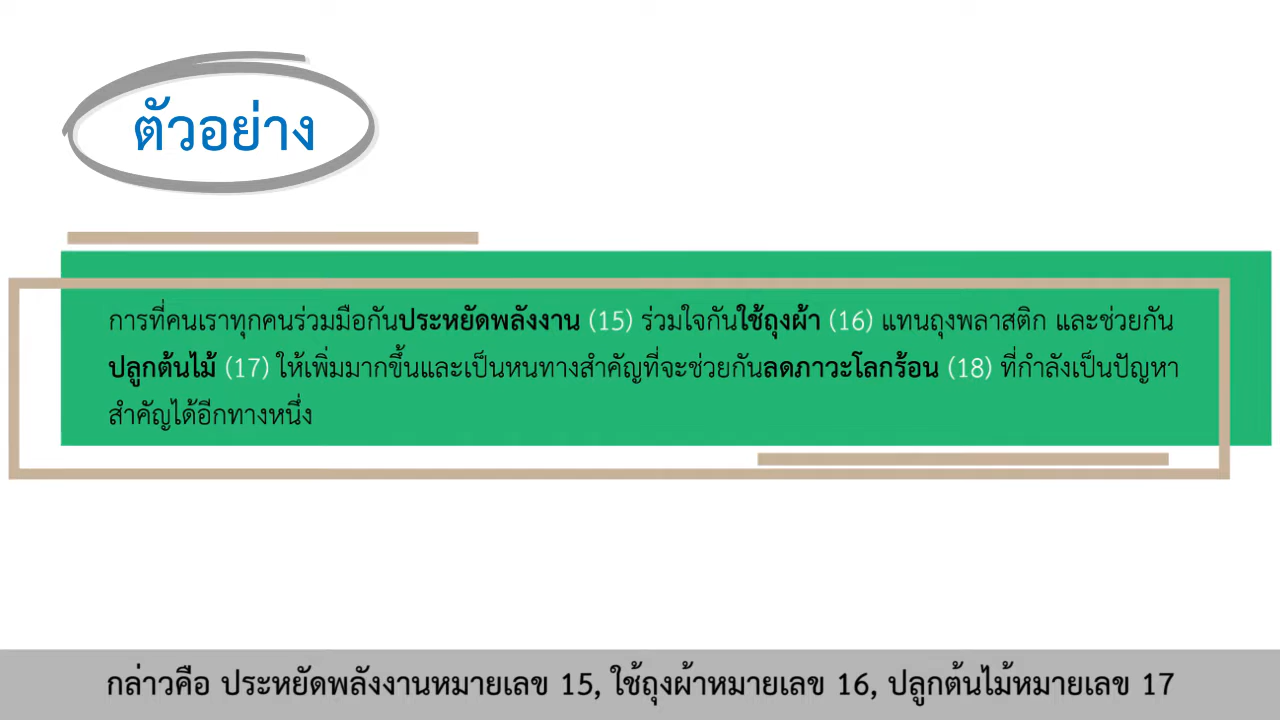 ตัวอย่าง
การที่คนเราทุกคนร่วมมือกันประหยัดพลังงาน (15) ร่วมใจกันใช้ถุงผ้า (16) แทนถุงพลาสติก และช่วยกัน
ปลูกต้นไม้ (17) ให้เพิ่มมากขึ้นและเป็นหนทางสำคัญที่จะช่วยกันลดภาวะโลกร้อน (18) ที่กำลังเป็นปัญหา
สำคัญได้อีกทางหนึ่ง
กล่าวคือ ประหยัดพลังงานหมายเลข 15, ใช้ถุงผ้าหมายเลข 16, ปลูกต้นไม้หมายเลข 17